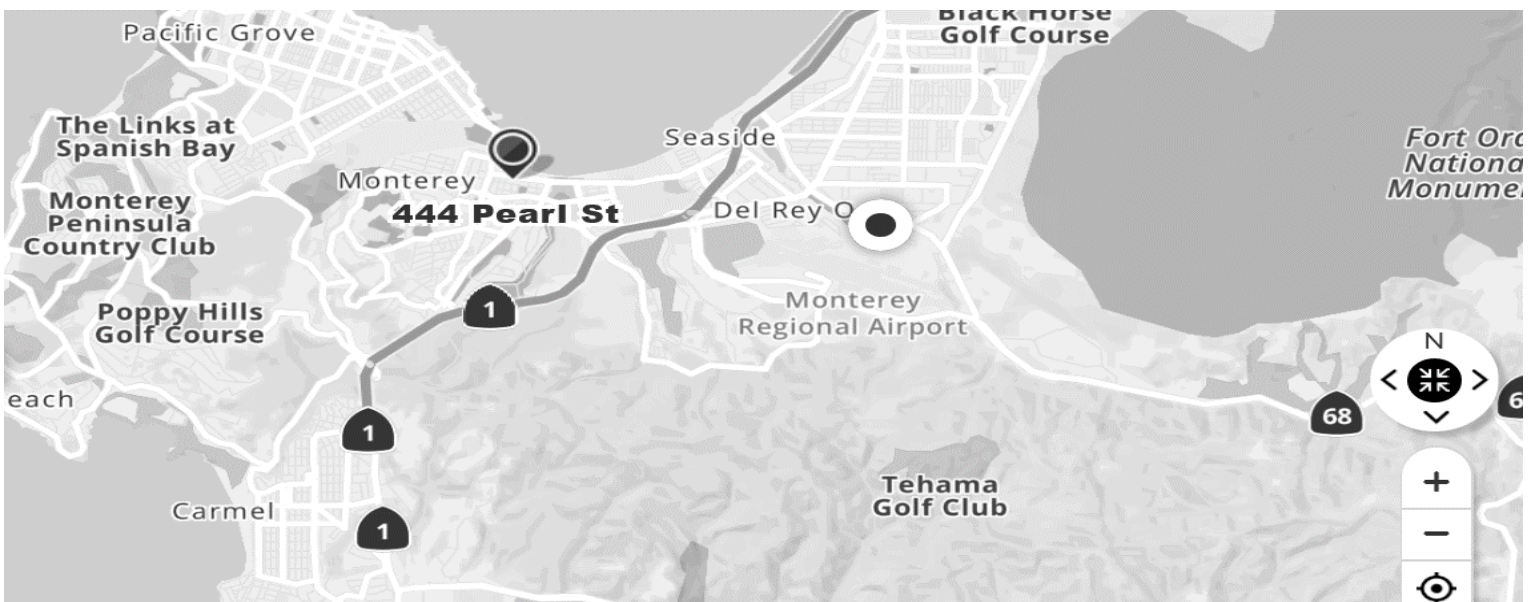 Black Horse
Golf Course
Pacific Grove
The Links at
Spanish Bay
Seaside
Fort Ord
National
Monument
Monterey
Monterey
Peninsula
Country Club
444 Pearl St
Del Rey O
Poppy Hills
Golf Course
1
Monterey
Regional Airport
N
each
68
6
1
Tehama
Golf Club
Carmel
1
+
−